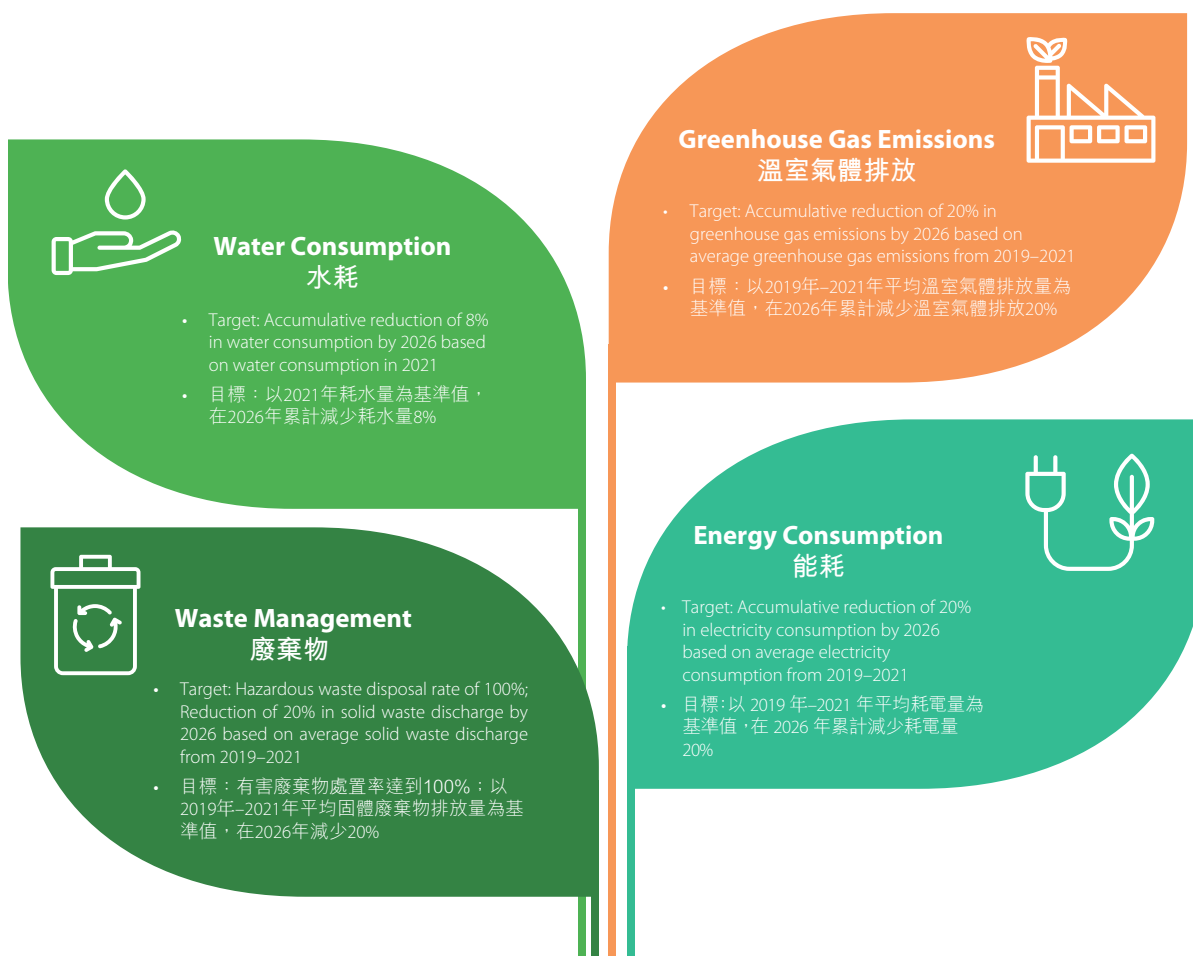 Water Consumption
水耗
• Target: Accumulative reduction of 8%
in water consumption by 2026 based
on water consumption in 2021
• 目標：以2021年耗水量為基準值，
在2026年累計減少耗水量8%
Greenhouse Gas Emissions
溫室氣體排放
• Target: Accumulative reduction of 20% in
greenhouse gas emissions by 2026 based on
average greenhouse gas emissions from 2019–2021
• 目標：以2019年–2021年平均溫室氣體排放量為
基準值，在2026年累計減少溫室氣體排放20%
Waste Management
廢棄物
• Target: Hazardous waste disposal rate of 100%;
Reduction of 20% in solid waste discharge by
2026 based on average solid waste discharge
from 2019–2021
• 目標：有害廢棄物處置率達到100%；以
2019年–2021年平均固體廢棄物排放量為基
準值，在2026年減少20%
Energy Consumption
能耗
• Target: Accumulative reduction of 20%
in electricity consumption by 2026
based on average electricity
consumption from 2019–2021
• 目標：以 2019 年–2021 年平均耗電量為
基準值，在 2026 年累計減少耗電量
20%